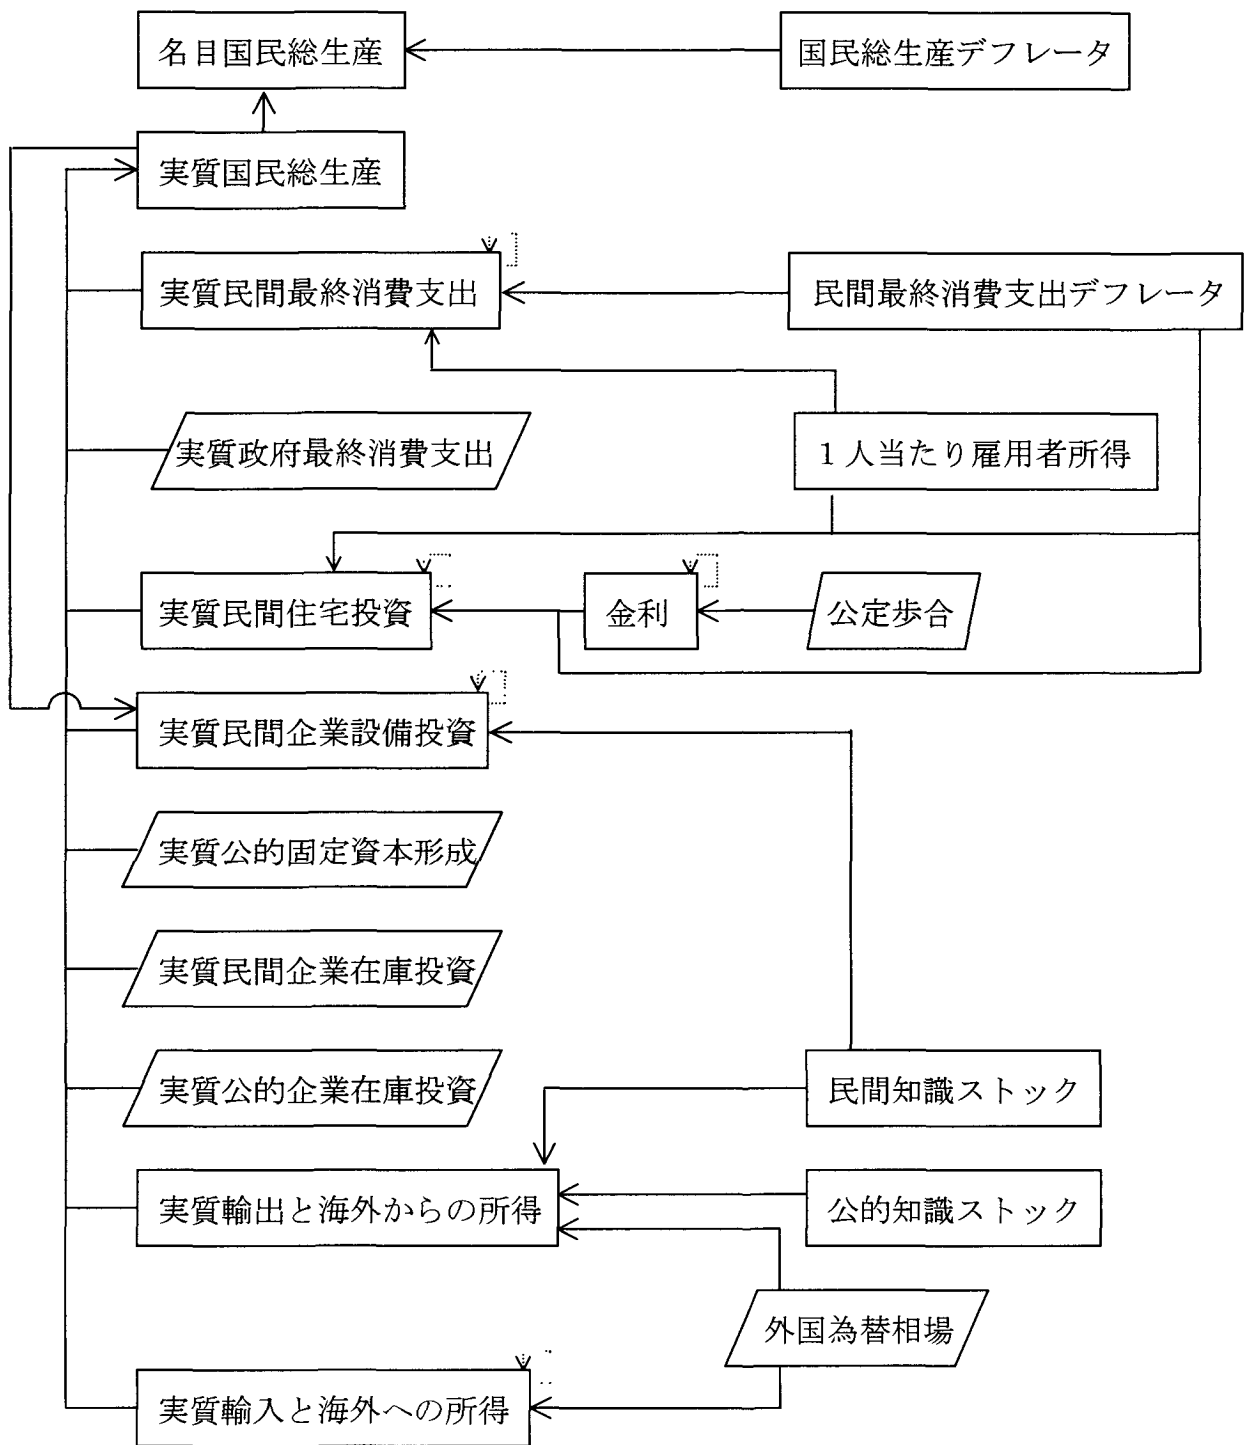 名目国民総生産
国民総生産デフレータ
実質国民総生産
実質民間最終消費支出
民間最終消費支出デフレータ
実質政府最終消費支出
1人当たり雇用者所得
実質民間住宅投資
金利
公定歩合
実質民間企業設備投資
実質公的固定資本形成
実質民間企業在庫投資
実質公的企業在庫投資
民間知識ストック
実質輸出と海外からの所得
公的知識ストック
外国為替相場
実質輸入と海外への所得